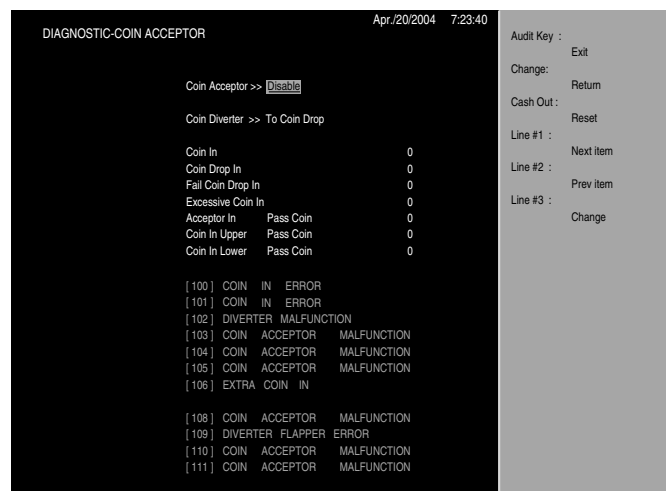 Apr./20/2004 7:23:40
DIAGNOSTIC-COIN ACCEPTOR
Coin Acceptor >> Disable
Coin Diverter >> To Coin Drop
Coin In 0
Coin Drop In 0
Fail Coin Drop In 0
Excessive Coin In 0
Acceptor In Pass Coin 0
Coin In Upper Pass Coin 0
Coin In Lower Pass Coin 0
[ 100 ] COIN IN ERROR
[ 101 ] COIN IN ERROR
[ 102 ] DIVERTER MALFUNCTION
[ 103 ] COIN ACCEPTOR MALFUNCTION
[ 104 ] COIN ACCEPTOR MALFUNCTION
[ 105 ] COIN ACCEPTOR MALFUNCTION
[ 106 ] EXTRA COIN IN
[ 108 ] COIN ACCEPTOR MALFUNCTION
[ 109 ] DIVERTER FLAPPER ERROR
[ 110 ] COIN ACCEPTOR MALFUNCTION
[ 111 ] COIN ACCEPTOR MALFUNCTION
Audit Key :
Exit
Change:
Return
Cash Out :
Reset
Line #1 :
Next item
Line #2 :
Prev item
Line #3 :
Change